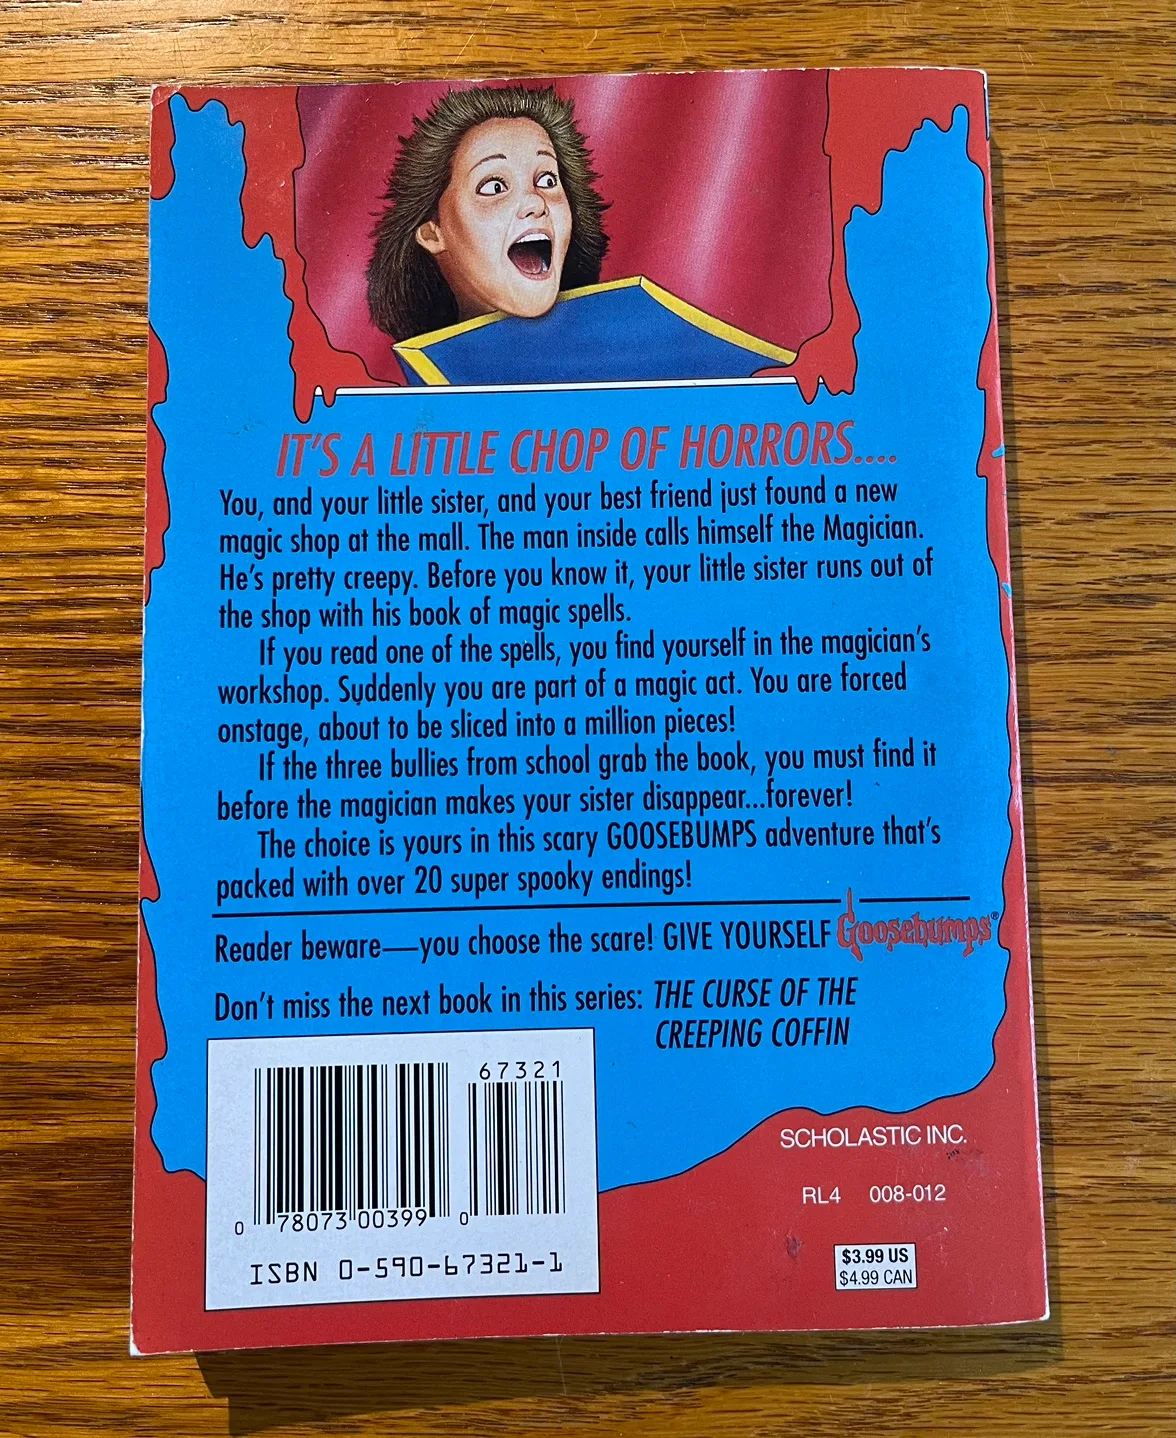 IT'S A LITTLE CHOP OF HORRORS....
You, and your little sister, and your best friend just found a new
magic shop at the mall. The man inside calls himself the Magician.
He's pretty creepy. Before you know it, your little sister runs out of
the shop with his book of magic spells.
If you read one of the spells, you find yourself in the magician's
workshop. Suddenly you are part of a magic act. You are forced
onstage, about to be sliced into a million pieces!
If the three bullies from school grab the book, you must find it
before the magician makes your sister disappear...forever!
The choice is yours in this scary GOOSEBUMPS adventure that's
packed with over 20 super spooky endings!
Reader beware—you choose the scare! GIVE YOURSELF Goosebumps®
Don't miss the next book in this series: THE CURSE OF THE
CREEPING COFFIN
67321
0 78073 00399 0
ISBN 0-590-67321-1
SCHOLASTIC INC.
RL4 008-012
$3.99 US
$4.99 CAN